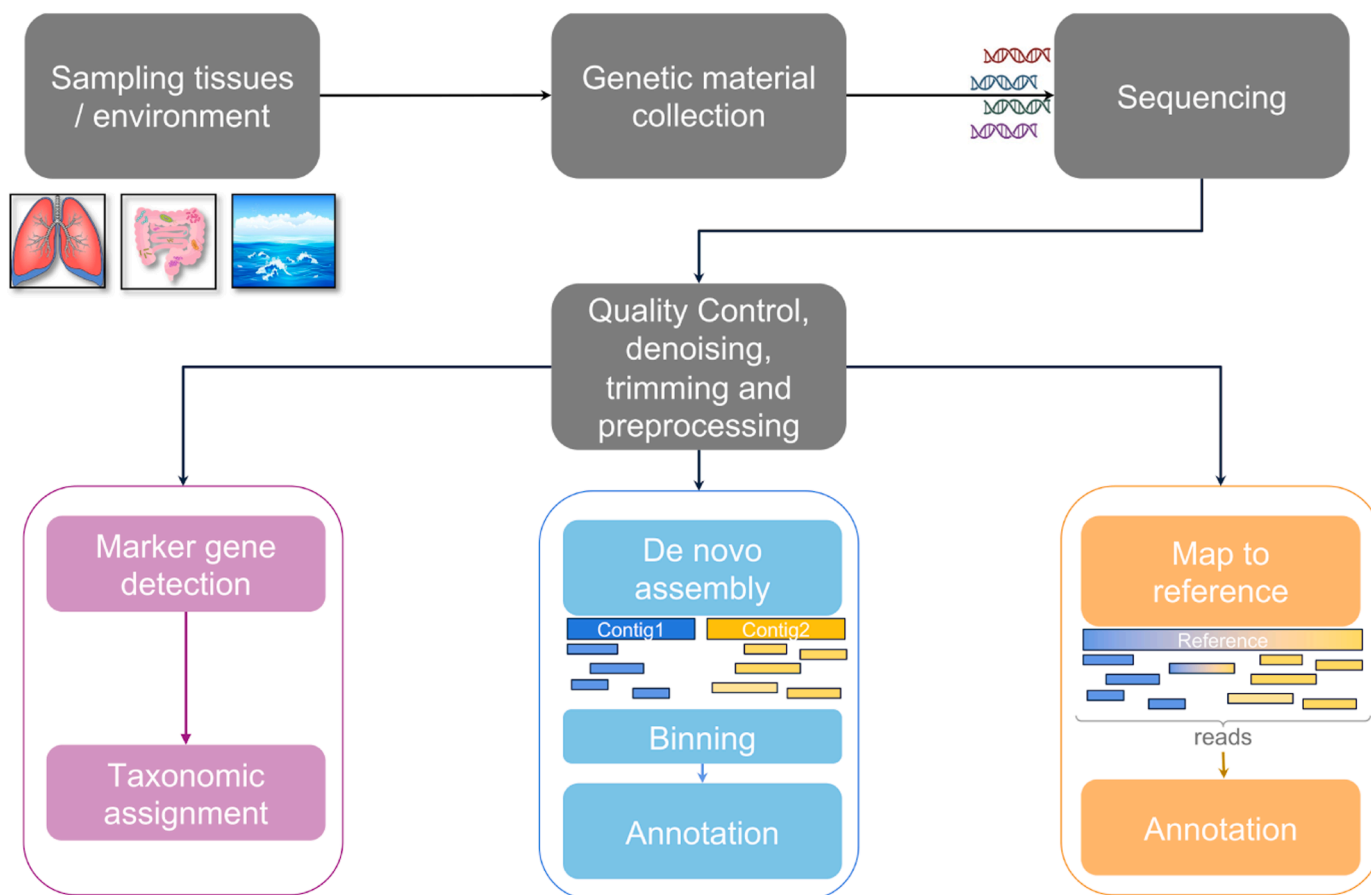 Sampling tissues
/ environment
Genetic material
collection
Sequencing
Quality Control,
denoising,
trimming and
preprocessing
Marker gene
detection
Taxonomic
assignment
De novo
assembly
Contig1
Contig2
Binning
Annotation
Map to
reference
Reference
reads
Annotation